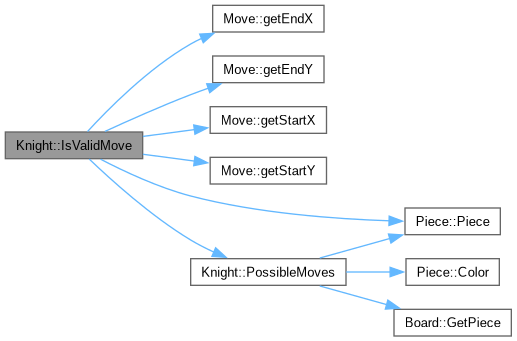 Move::getEndX
Move::getEndY
Knight::IsValidMove
Move::getStartX
Move::getStartY
Piece::Piece
Knight::PossibleMoves
Piece::Color
Board::GetPiece